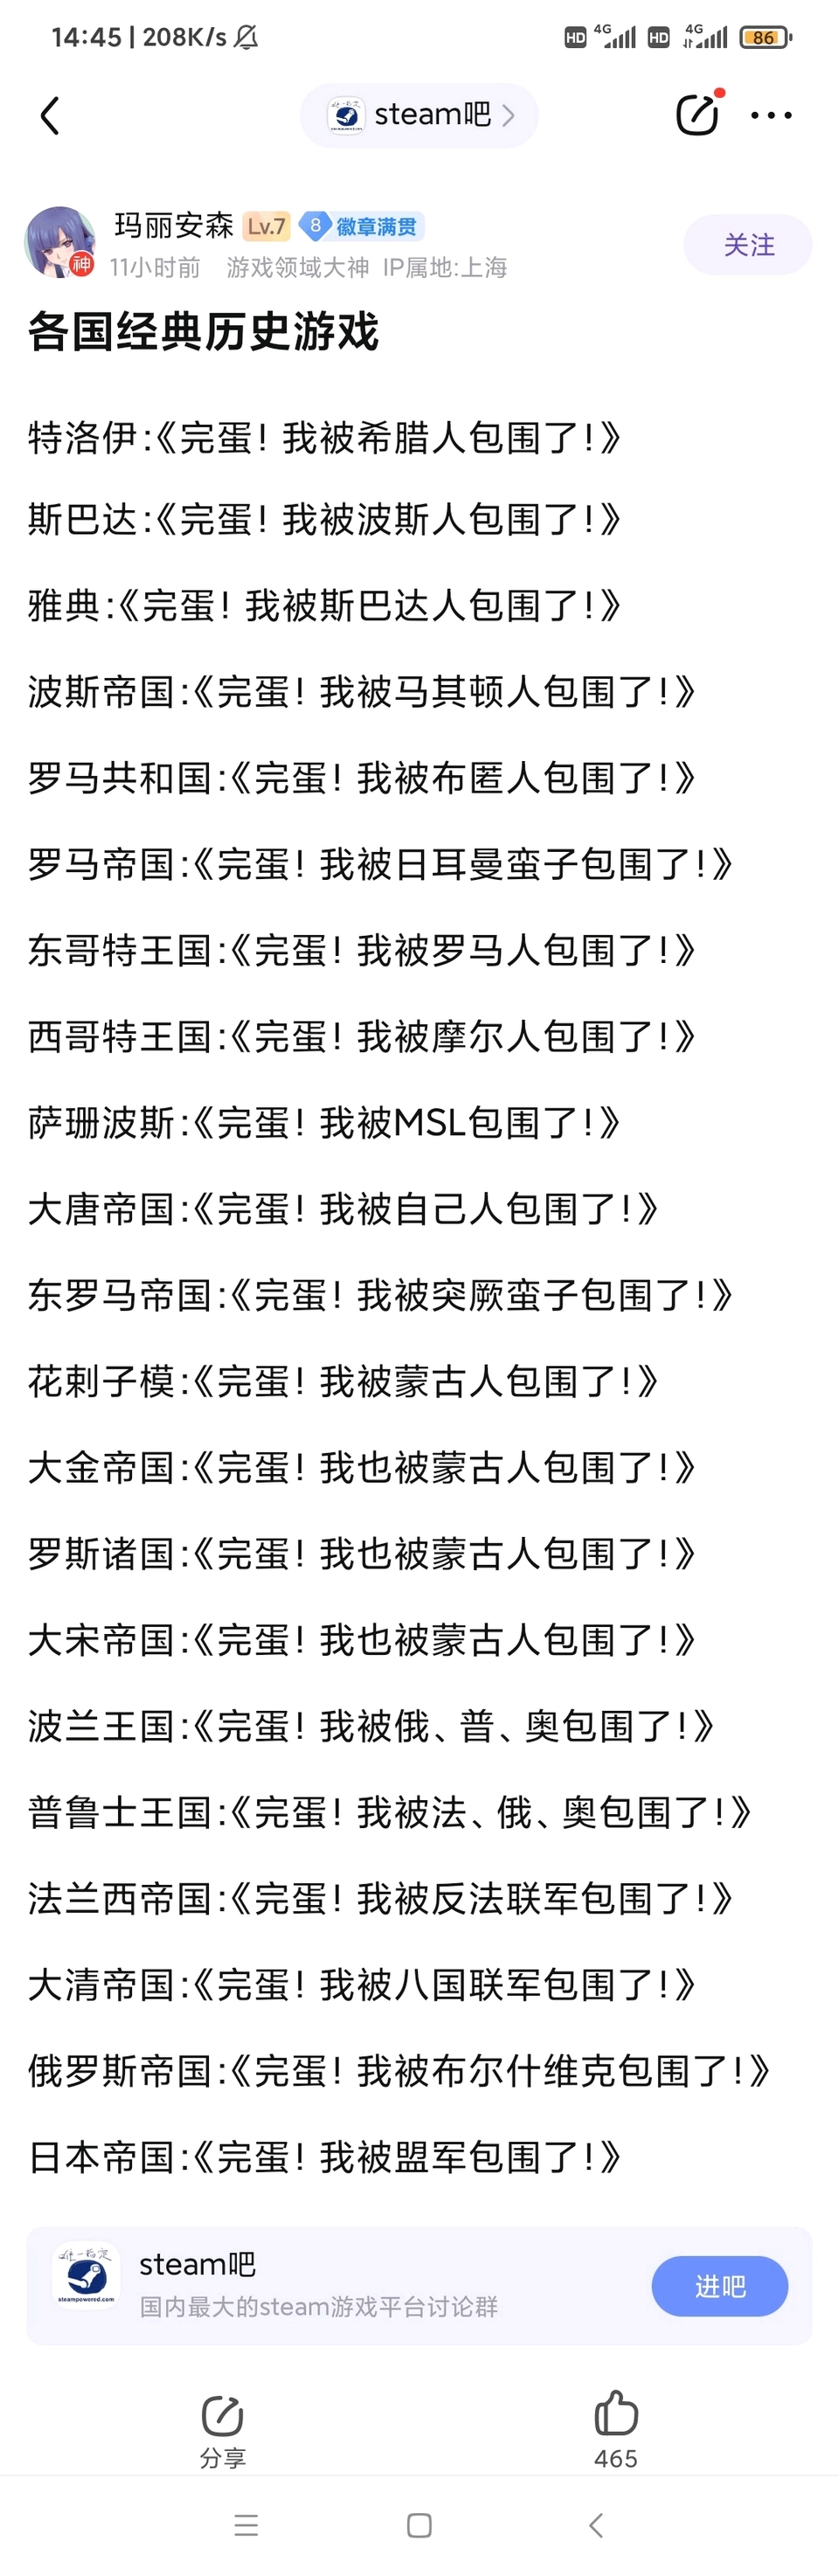 14:45 | 208K/s HD 4G HD 4G 86
steam吧
玛丽安森 Lv.7 8 徽章满贯
神
11小时前 游戏领域大神 IP属地:上海
关注
各国经典历史游戏
特洛伊:《完蛋!我被希腊人包围了!》
斯巴达:《完蛋!我被波斯人包围了!》
雅典:《完蛋!我被斯巴达人包围了!》
波斯帝国:《完蛋!我被马其顿人包围了!》
罗马共和国:《完蛋!我被布匿人包围了!》
罗马帝国:《完蛋!我被日耳曼蛮子包围了!》
东哥特王国:《完蛋!我被罗马人包围了!》
西哥特王国:《完蛋!我被摩尔人包围了!》
萨珊波斯:《完蛋!我被MSL包围了!》
大唐帝国:《完蛋!我被自己人包围了!》
东罗马帝国:《完蛋!我被突厥蛮子包围了!》
花剌子模:《完蛋!我被蒙古人包围了!》
大金帝国:《完蛋!我也被蒙古人包围了!》
罗斯诸国:《完蛋!我也被蒙古人包围了!》
大宋帝国:《完蛋!我也被蒙古人包围了!》
波兰王国:《完蛋!我被俄、普、奥包围了!》
普鲁士王国:《完蛋!我被法、俄、奥包围了!》
法兰西帝国:《完蛋!我被反法联军包围了!》
大清帝国:《完蛋!我被八国联军包围了!》
俄罗斯帝国:《完蛋!我被布尔什维克包围了!》
日本帝国:《完蛋!我被盟军包围了!》
steampowered.com
steam吧
国内最大的steam游戏平台讨论群
进吧
分享
465